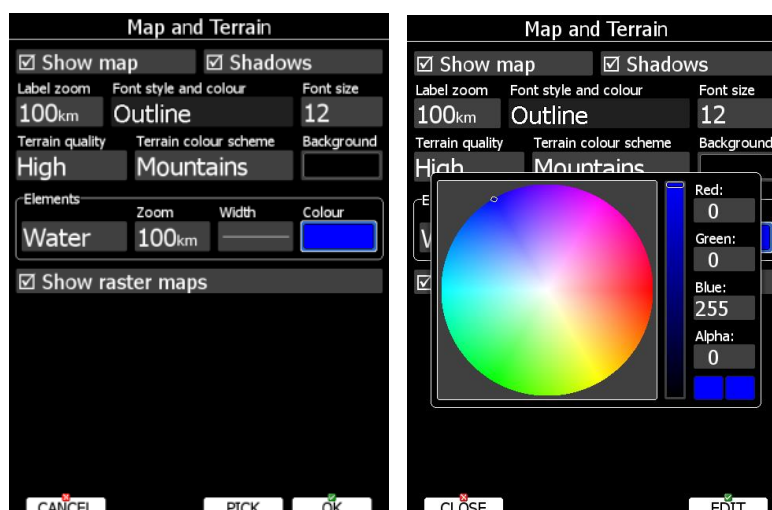 Map and Terrain
Show map Shadows
Label zoom Font style and colour Font size
100km Outline 12
Terrain quality Terrain colour scheme Background
High Mountains
Elements
Zoom Width Colour
Water 100km
Show raster maps
CANCEL PICK OK
Map and Terrain
Show map Shadows
Label zoom Font style and colour Font size
100km Outline 12
Terrain quality Terrain colour scheme Background
High Mountains
Red:
0
Green:
0
Blue:
255
Alpha:
0
CLOSE EDIT